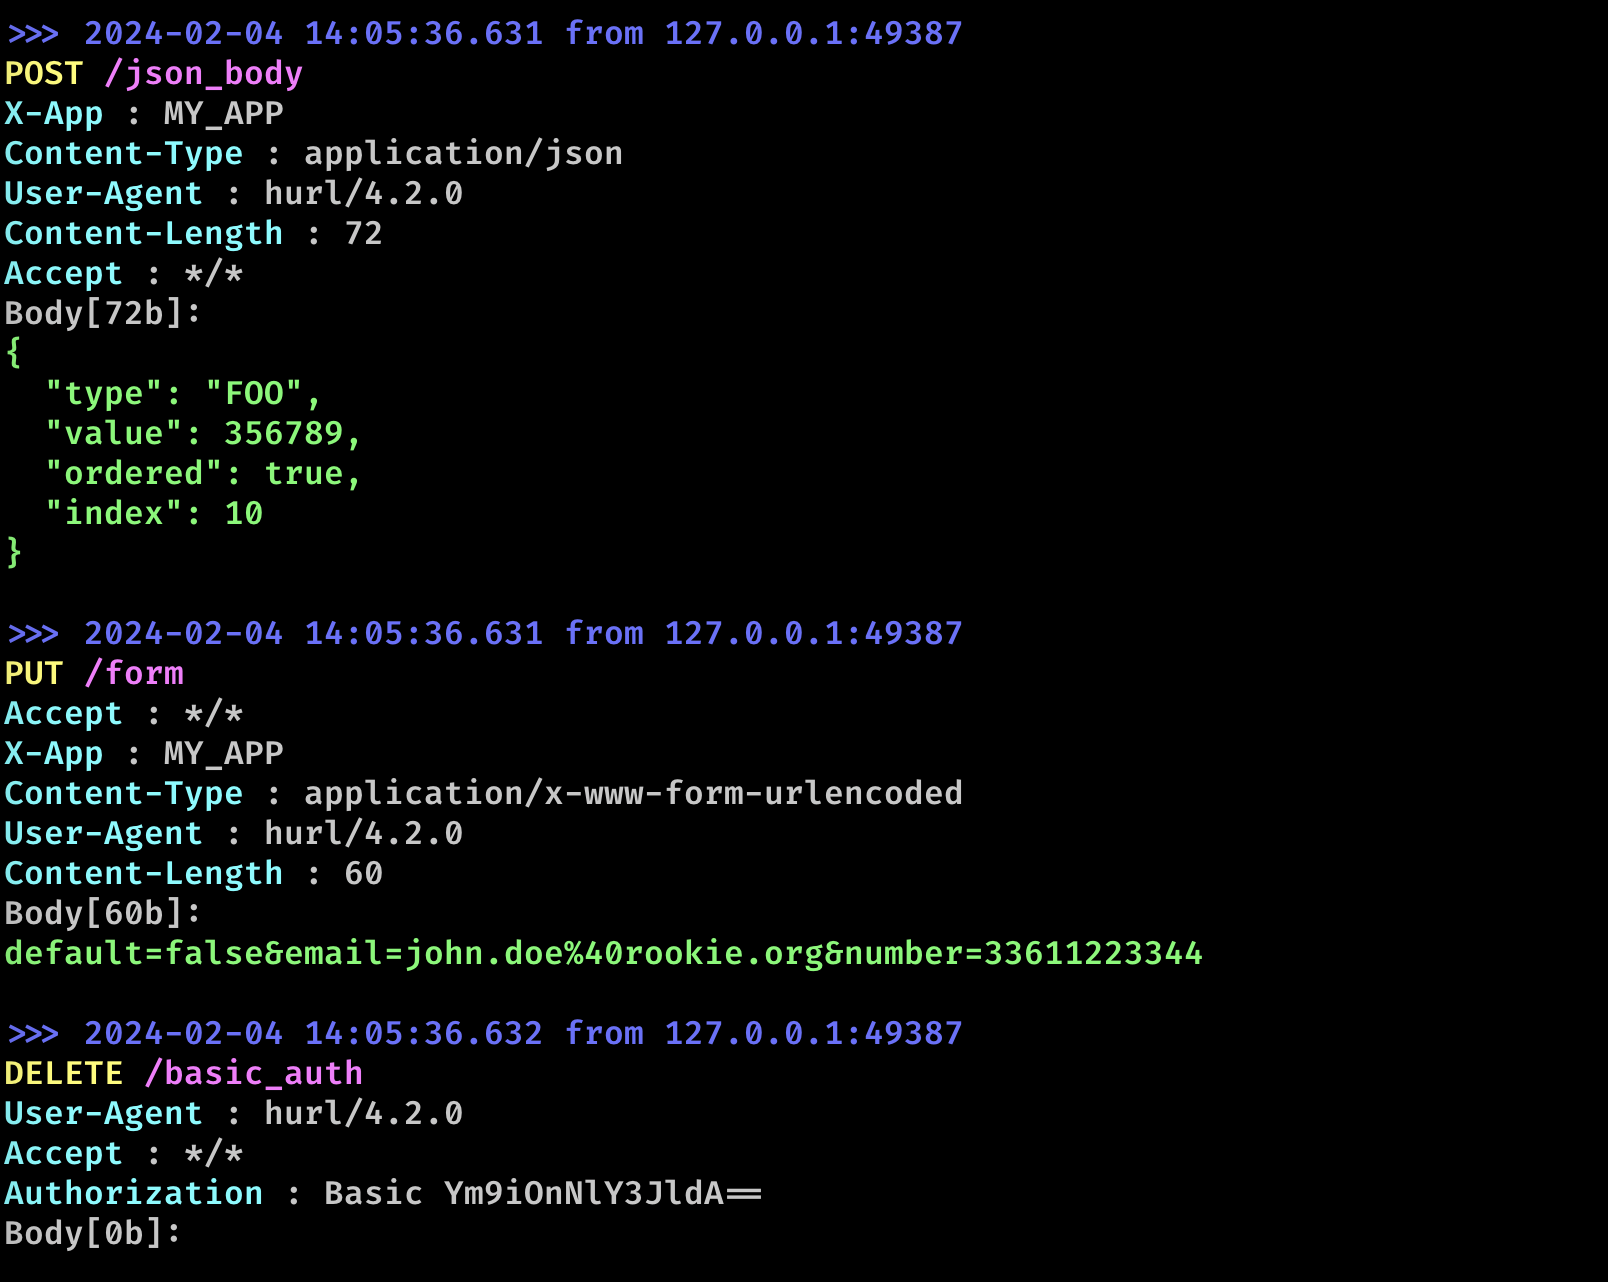 >>> 2024-02-04 14:05:36.631 from 127.0.0.1:49387
POST /json_body
X-App : MY_APP
Content-Type : application/json
User-Agent : hurl/4.2.0
Content-Length : 72
Accept : */*
Body[72b]:
{
  "type": "FOO",
  "value": 356789,
  "ordered": true,
  "index": 10
}

>>> 2024-02-04 14:05:36.631 from 127.0.0.1:49387
PUT /form
Accept : */*
X-App : MY_APP
Content-Type : application/x-www-form-urlencoded
User-Agent : hurl/4.2.0
Content-Length : 60
Body[60b]:
default=false&email=john.doe%40rookie.org&number=33611223344

>>> 2024-02-04 14:05:36.632 from 127.0.0.1:49387
DELETE /basic_auth
User-Agent : hurl/4.2.0
Accept : */*
Authorization : Basic Ym9iOnNlY3JldA==
Body[0b]: